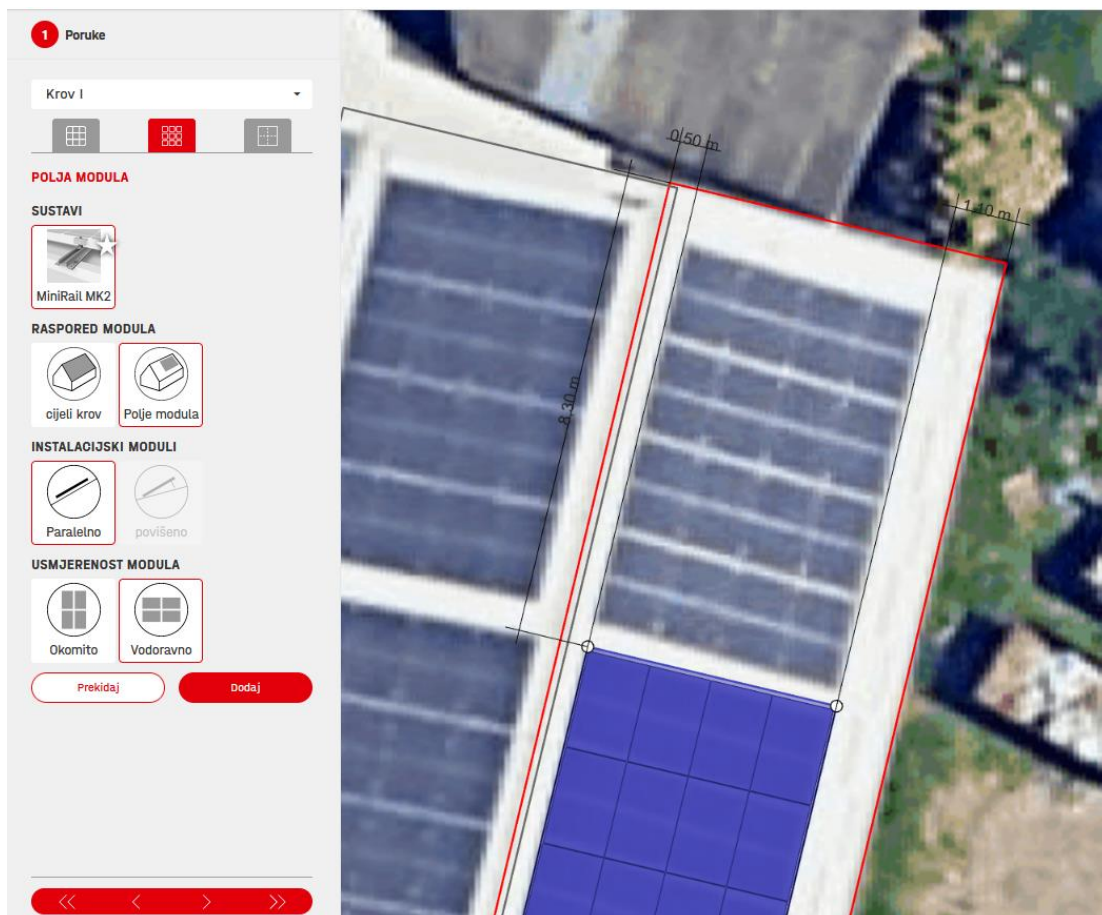 1 Poruke
Krov I
POLJA MODULA
SUSTAVI
MiniRail MK2
RASPORED MODULA
cijeli krov
Polje modula
INSTALACIJSKI MODULI
Paralelno
povišeno
USMJERENOST MODULA
Okomito
Vodoravno
Prekidaj
Dodaj
0,50 m
1,10 m
8,30 m